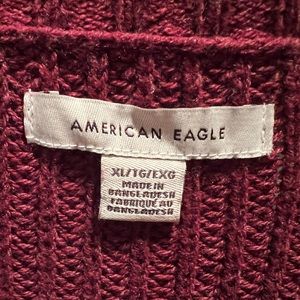 AMERICAN EAGLE
XL/TG/EXG
MADE IN
BANGLADESH
FABRIQUÉ AU
BANGLADESH